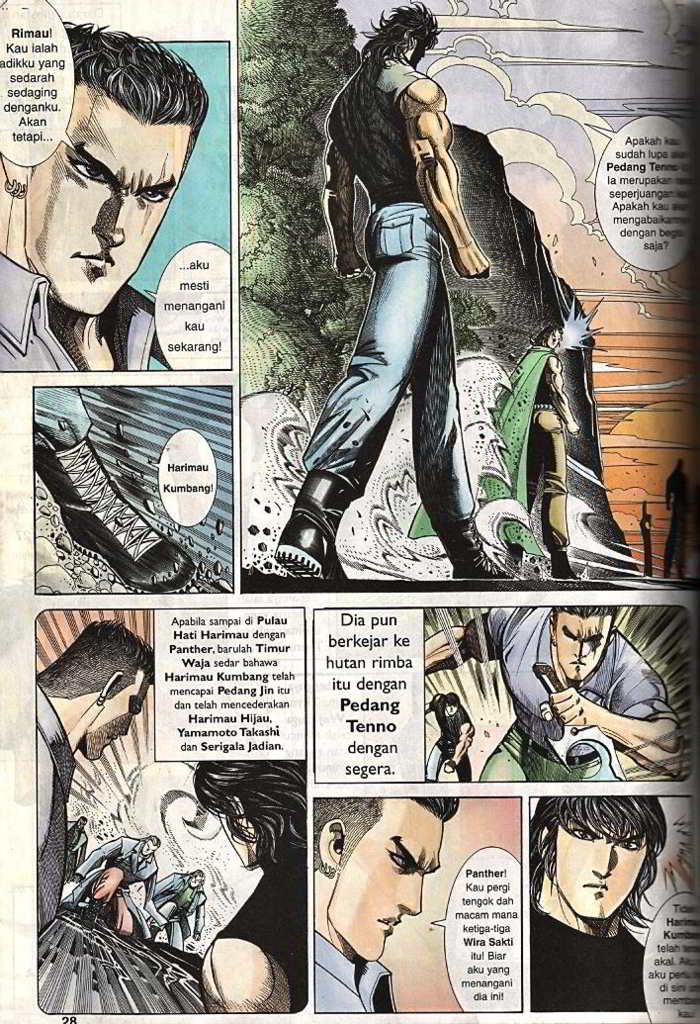 Rimau!
Kau ialah
adikku yang
sedarah
sedaging
denganku.
Akan
tetapi...
...aku
mesti
menangani
kau
sekarang!
Apakah kau
sudah lupa
Pedang Tenno
Ia merupakan
seperjuangan
Apakah kau
mengabaikan
dengan
saja?
Harimau
Kumbang!
Apabila sampai di Pulau
Hati Harimau dengan
Panther, barulah Timur
Waja sedar bahawa
Harimau Kumbang telah
mencapai Pedang Jin itu
dan telah mencederakan
Harimau Hijau,
Yamamoto Takashi
dan Serigala Jadian.
Dia pun
berkejar ke
hutan rimba
itu dengan
Pedang
Tenno
dengan
segera.
Panther!
Kau pergi
tengok dah
macam mana
ketiga-tiga
Wira Sakti
itu! Biar
aku yang
menangani
dia ini!
telah
akal.
aku
di sini
28